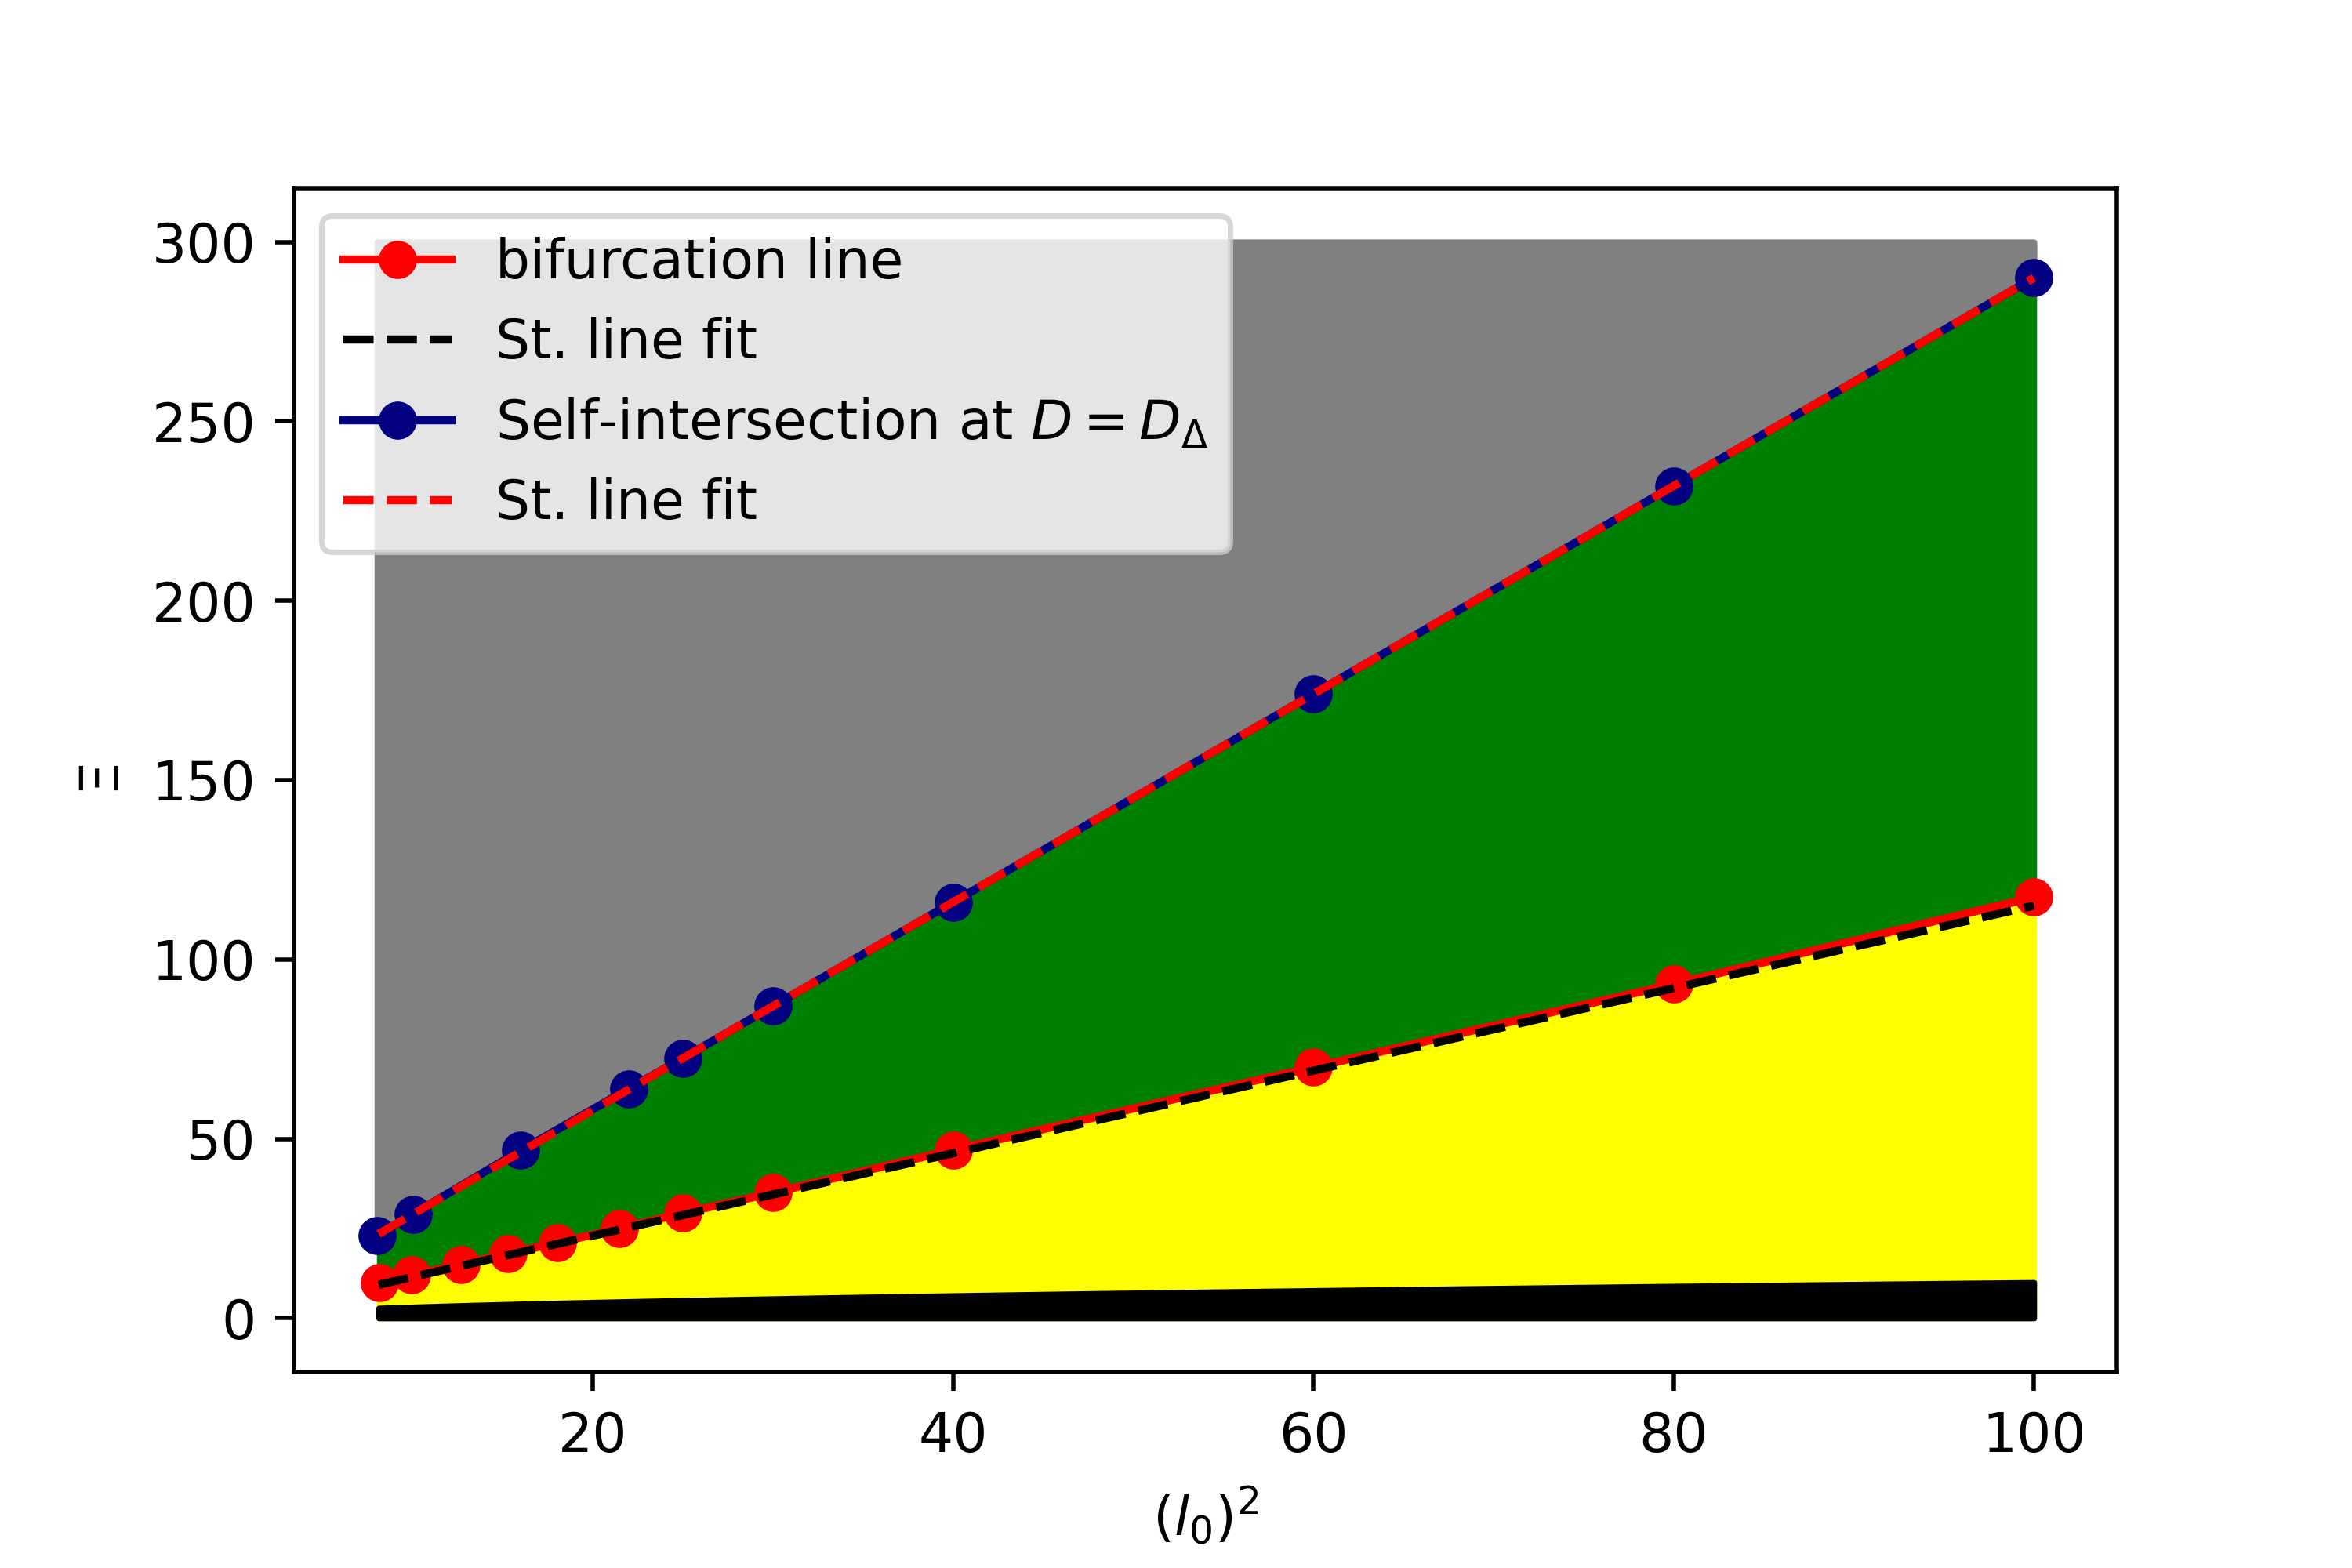 bifurcation line
St. line fit
Self-intersection at D = D_Δ
St. line fit
300
250
200
150
100
50
0
Ξ
20 40 60 80 100
(l₀)²